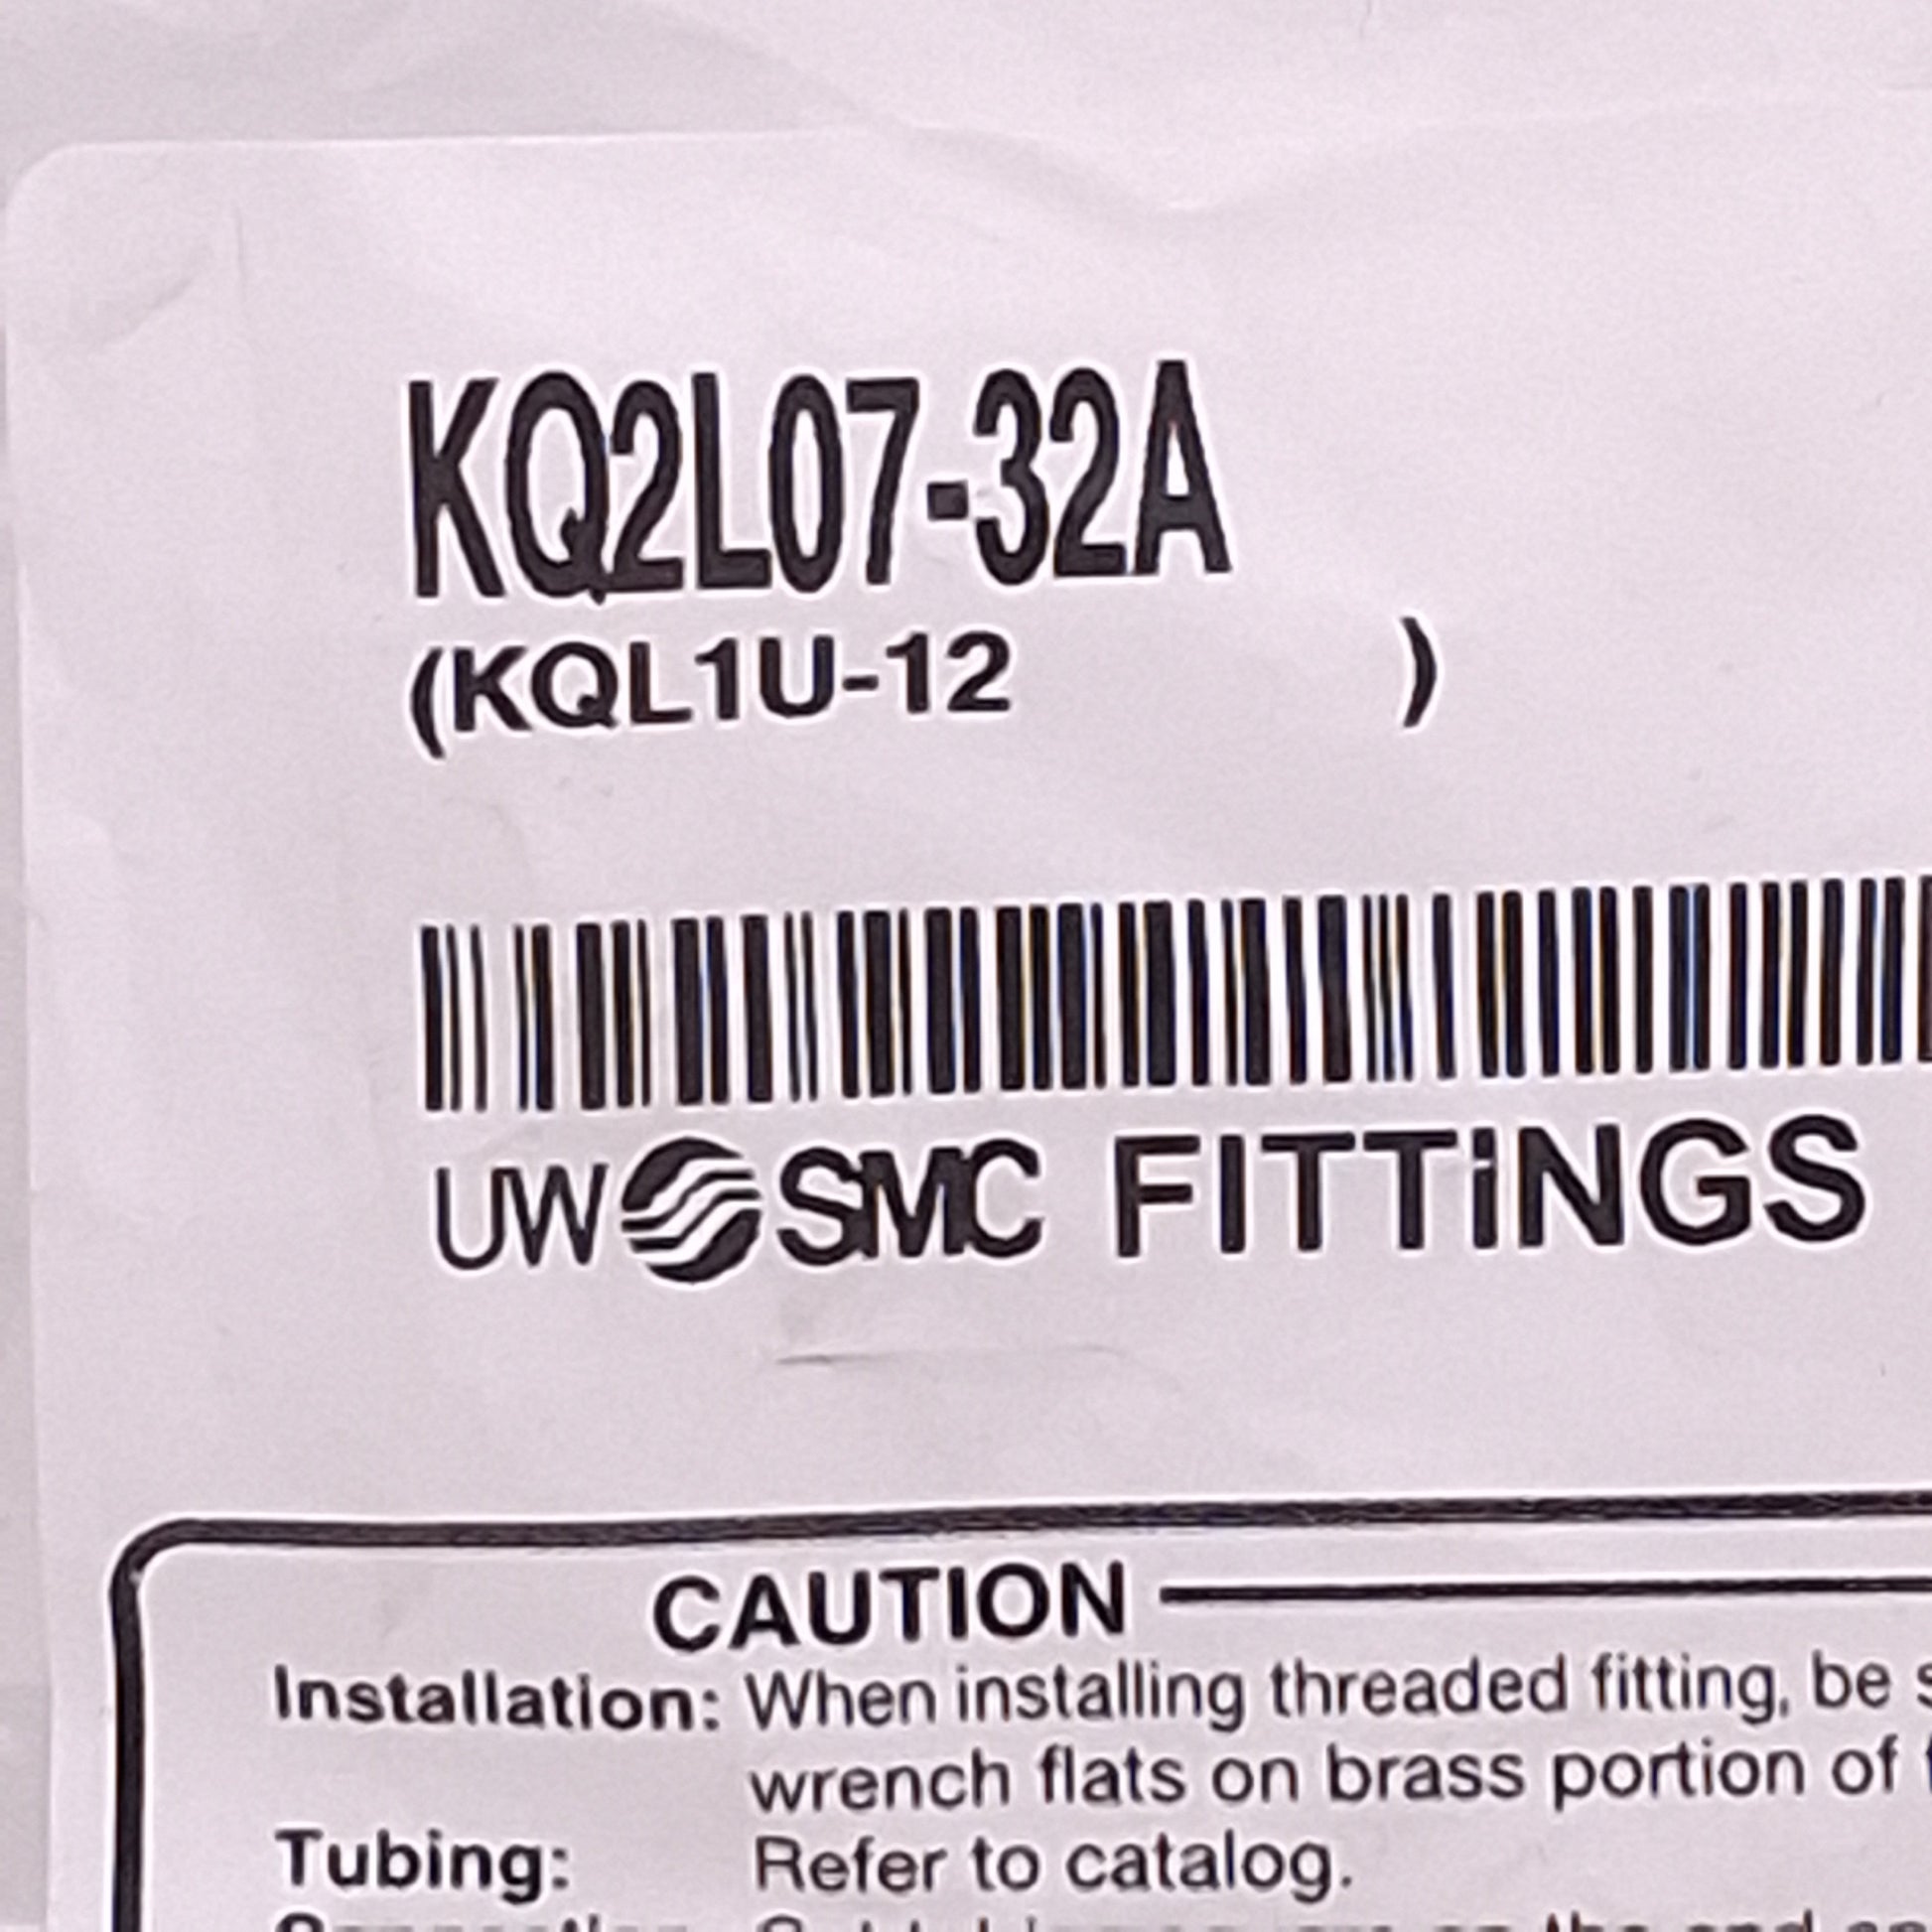 KQ2L07-32A
(KQL1U-12 )
UW SMC FITTINGS
CAUTION
Installation: When installing threaded fitting, be
wrench flats on brass portion of
Tubing: Refer to catalog.